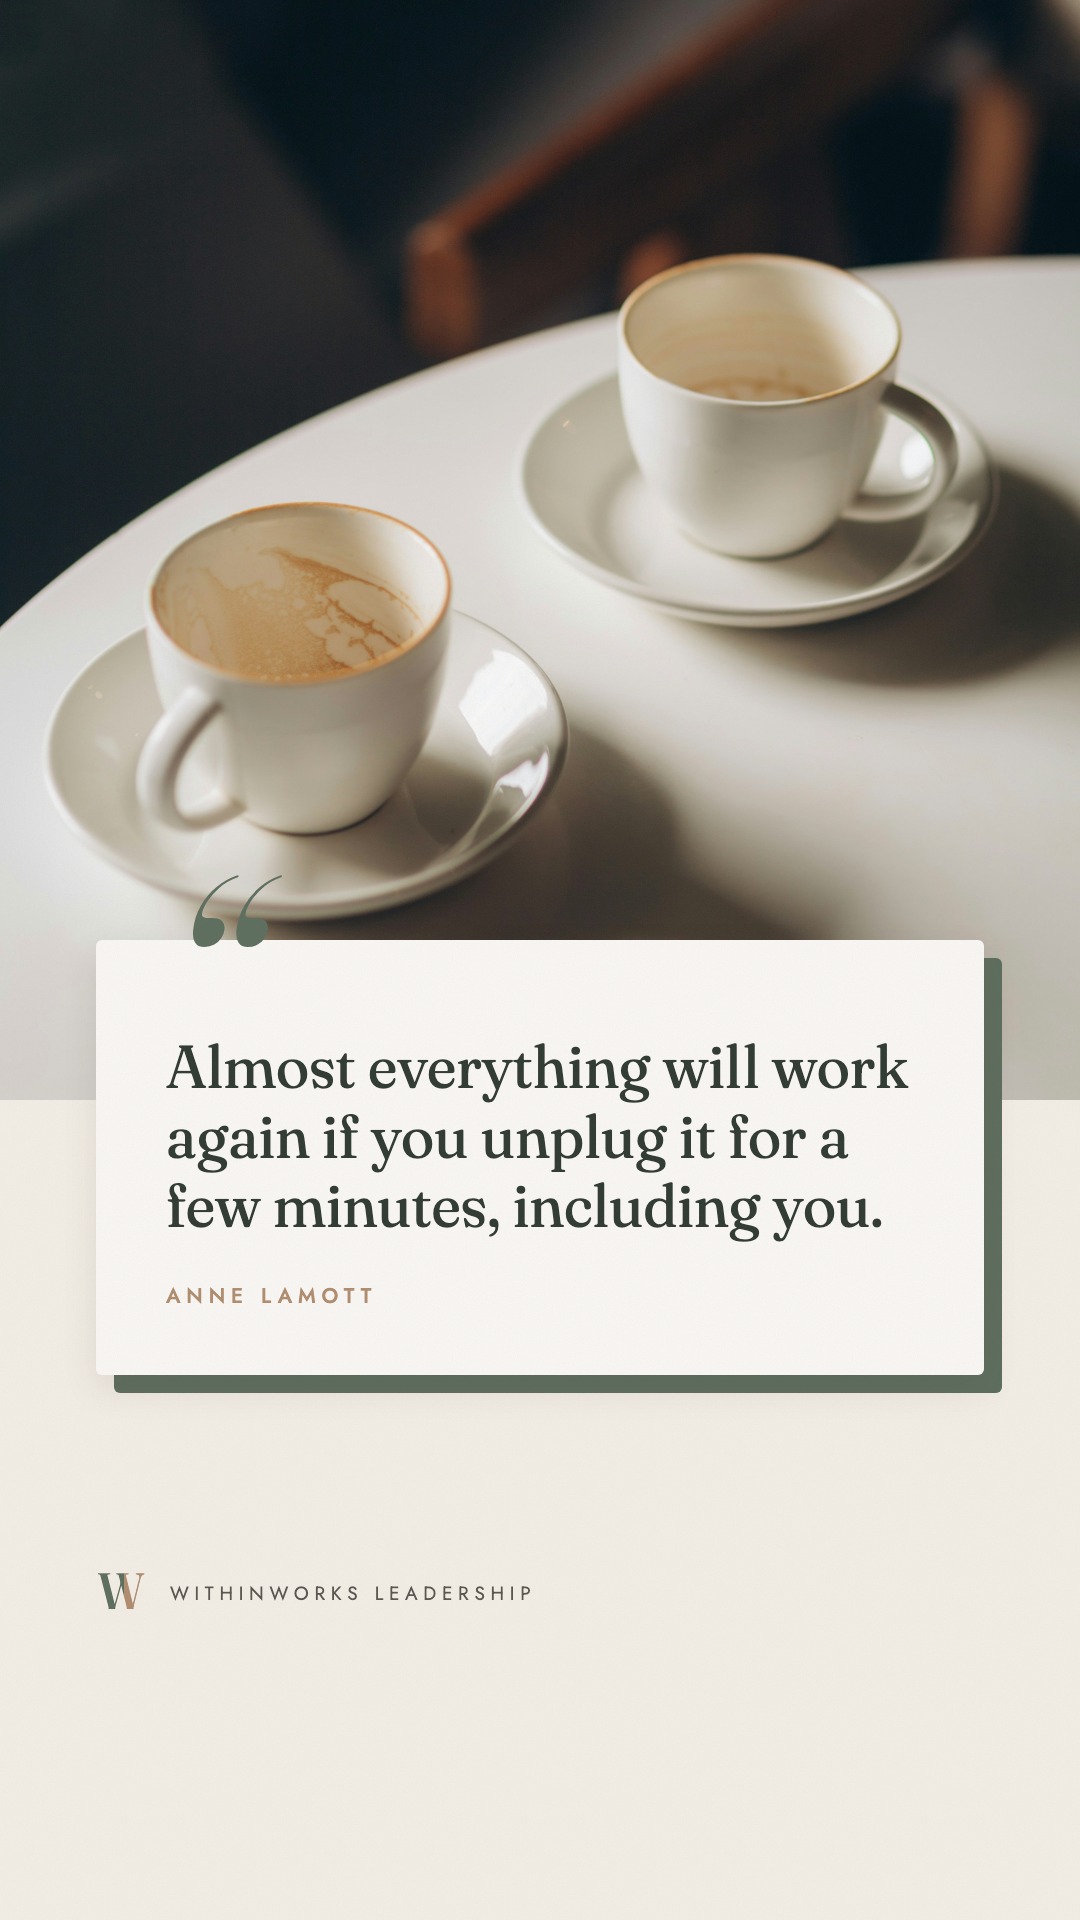 “
Almost everything will work
again if you unplug it for a
few minutes, including you.
ANNE LAMOTT
W WITHINWORKS LEADERSHIP